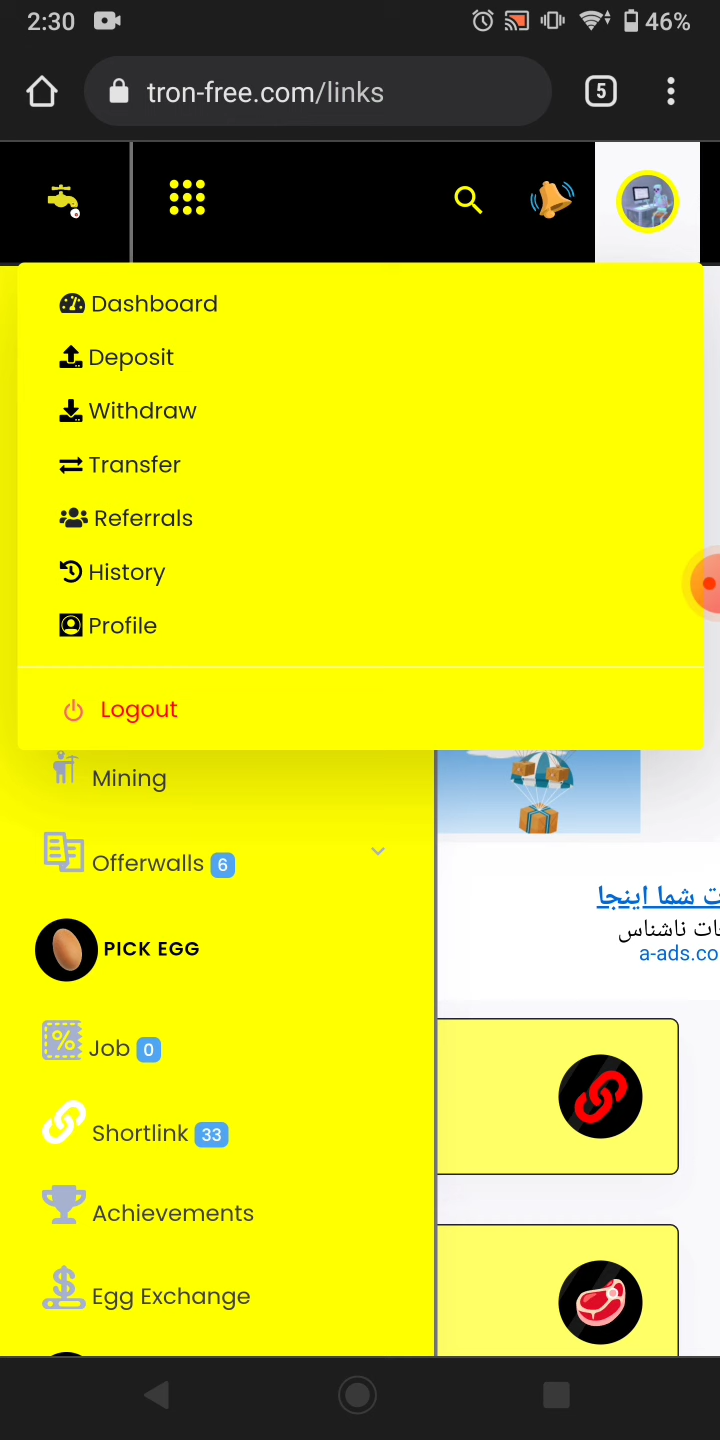 2:30
46%
tron-free.com/links
5
Dashboard
Deposit
Withdraw
Transfer
Referrals
History
Profile
Logout
Mining
Offerwalls 6
ت شما اینجا
ات ناشناس
a-ads.co
PICK EGG
Job 0
Shortlink 33
Achievements
Egg Exchange